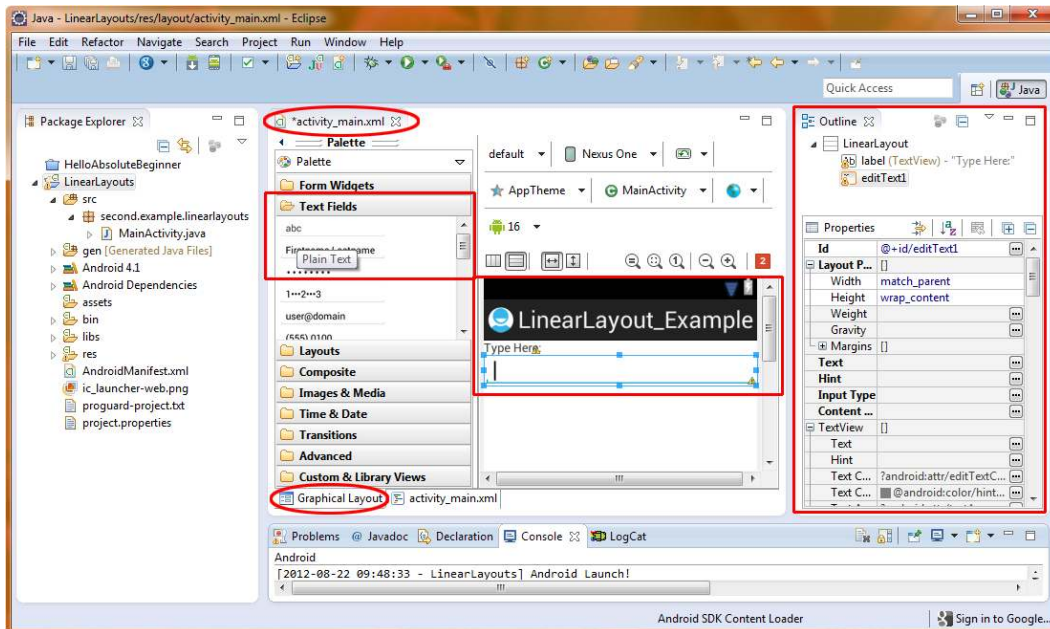 Java - LinearLayouts/res/layout/activity_main.xml - Eclipse
File Edit Refactor Navigate Search Project Run Window Help
Quick Access
Java
Package Explorer
HelloAbsoluteBeginner
LinearLayouts
src
second.example.linearlayouts
MainActivity.java
gen [Generated Java Files]
Android 4.1
Android Dependencies
assets
bin
libs
res
AndroidManifest.xml
ic_launcher-web.png
proguard-project.txt
project.properties
*activity_main.xml
Palette
Palette
Form Widgets
Text Fields
abc
Plain Text
1•••2•••3
user@domain
(555) 0100
Layouts
Composite
Images & Media
Time & Date
Transitions
Advanced
Custom & Library Views
Graphical Layout activity_main.xml
default Nexus One
AppTheme MainActivity
16
2
LinearLayout_Example
Type Here:
Outline
LinearLayout
label (TextView) - "Type Here:"
editText1
Properties
Id @+id/editText1
Layout P... []
Width match_parent
Height wrap_content
Weight
Gravity
Margins []
Text
Hint
Input Type
Content ...
TextView []
Text
Hint
Text C... ?android:attr/editTextC...
Text C... @android:color/hint...
Problems @ Javadoc Declaration Console LogCat
Android
[2012-08-22 09:48:33 - LinearLayouts] Android Launch!
Android SDK Content Loader
Sign in to Google...